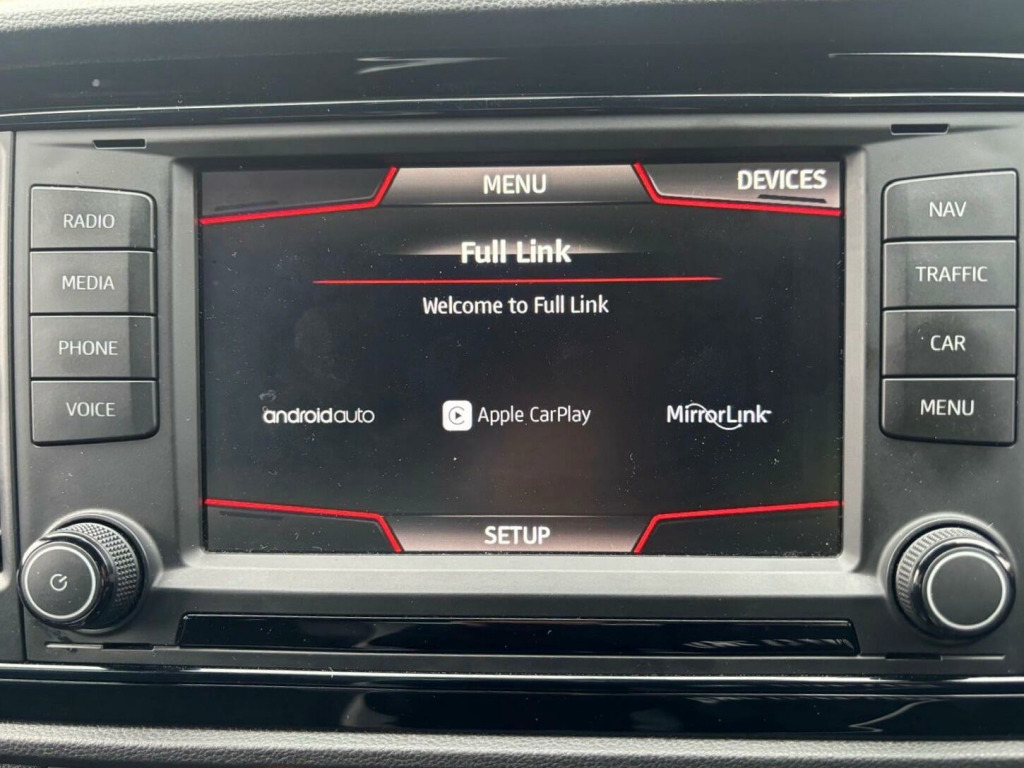 MENU
DEVICES
Full Link
Welcome to Full Link
androidauto
Apple CarPlay
MirrorLink
SETUP
RADIO
MEDIA
PHONE
VOICE
NAV
TRAFFIC
CAR
MENU